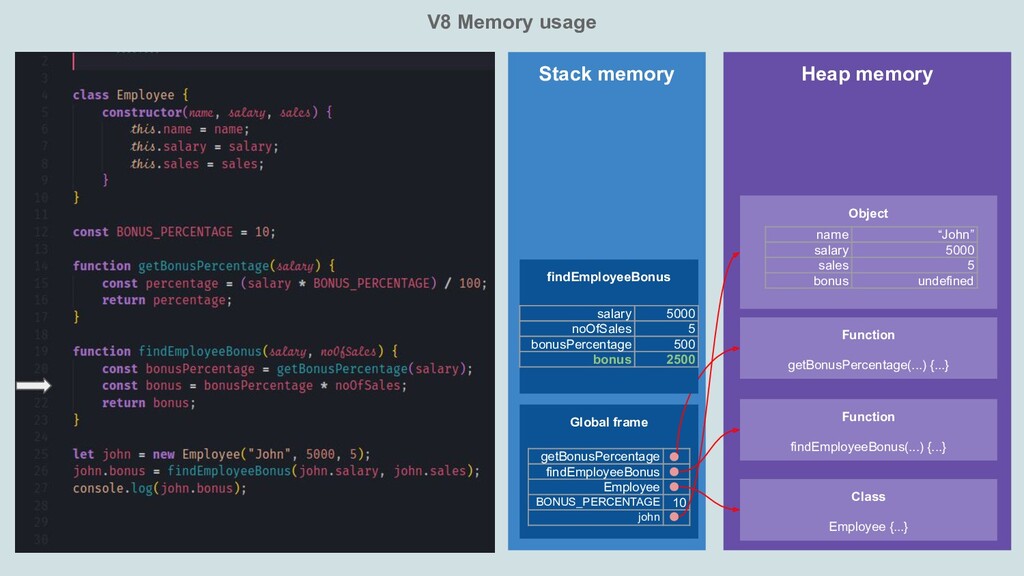 V8 Memory usage
2
3
4 class Employee {
5 constructor(name, salary, sales) {
6 this.name = name;
7 this.salary = salary;
8 this.sales = sales;
9 }
10 }
11
12 const BONUS_PERCENTAGE = 10;
13
14 function getBonusPercentage(salary) {
15 const percentage = (salary * BONUS_PERCENTAGE) / 100;
16 return percentage;
17 }
18
19 function findEmployeeBonus(salary, noOfSales) {
20 const bonusPercentage = getBonusPercentage(salary);
const bonus = bonusPercentage * noOfSales;
22 return bonus;
23 }
24
25 let john = new Employee("John", 5000, 5);
26 john.bonus = findEmployeeBonus(john.salary, john.sales);
27 console.log(john.bonus);
28
29
30
Stack memory
findEmployeeBonus
salary 5000
noOfSales 5
bonusPercentage 500
bonus 2500
Global frame
getBonusPercentage
findEmployeeBonus
Employee
BONUS_PERCENTAGE 10
john
Heap memory
Object
name “John”
salary 5000
sales 5
bonus undefined
Function
getBonusPercentage(...) {...}
Function
findEmployeeBonus(...) {...}
Class
Employee {...}